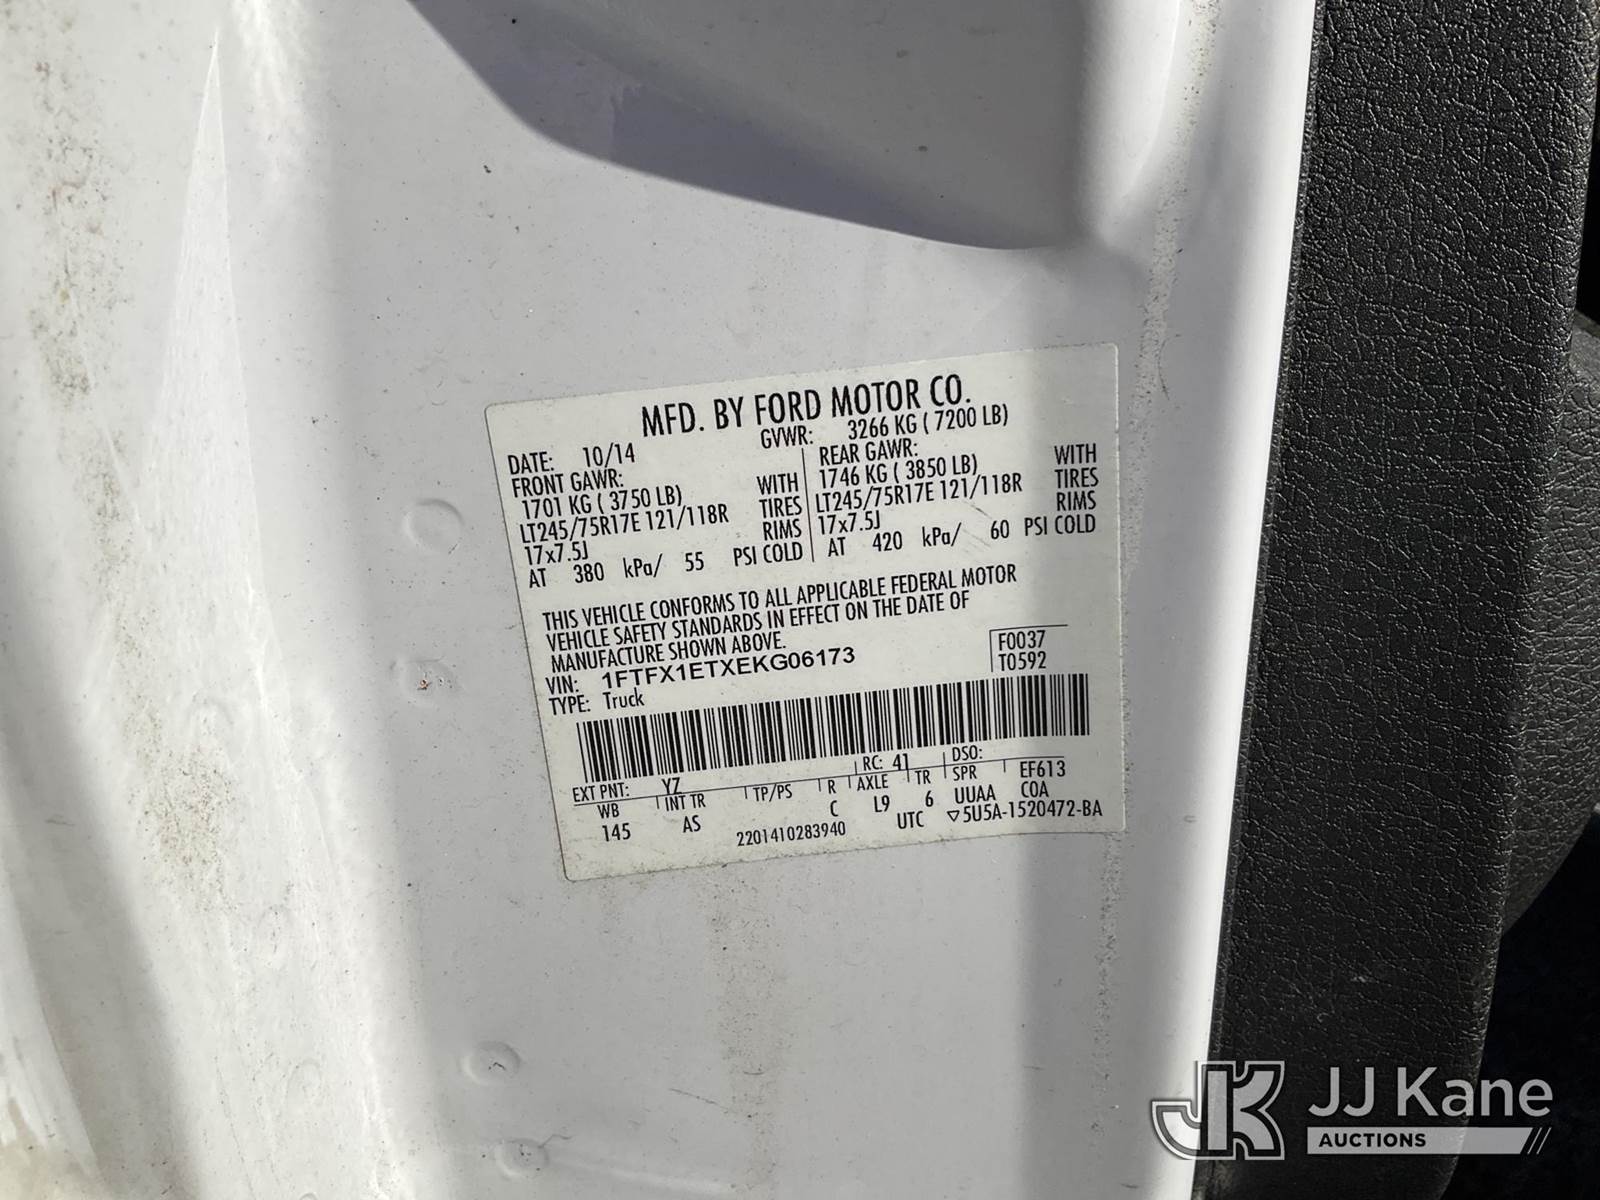 MFD. BY FORD MOTOR CO.
DATE: 10/14 GVWR: 3266 KG ( 7200 LB)
FRONT GAWR: REAR GAWR:
1701 KG ( 3750 LB) WITH 1746 KG ( 3850 LB) WITH
LT245/75R17E 121/118R TIRES LT245/75R17E 121/118R TIRES
17x7.5J RIMS 17x7.5J RIMS
AT 380 kPa/ 55 PSI COLD AT 420 kPa/ 60 PSI COLD
THIS VEHICLE CONFORMS TO ALL APPLICABLE FEDERAL MOTOR
VEHICLE SAFETY STANDARDS IN EFFECT ON THE DATE OF
MANUFACTURE SHOWN ABOVE.
VIN: 1FTFX1ETXEKG06173 F0037
TYPE: Truck T0592
EXT PNT: YZ RC: 41 DSO:
WB INT TR TP/PS R AXLE TR SPR EF613
145 AS C L9 6 UUAA COA
2201410283940 UTC ▽5U5A-1520472-BA
JK JJ Kane
AUCTIONS